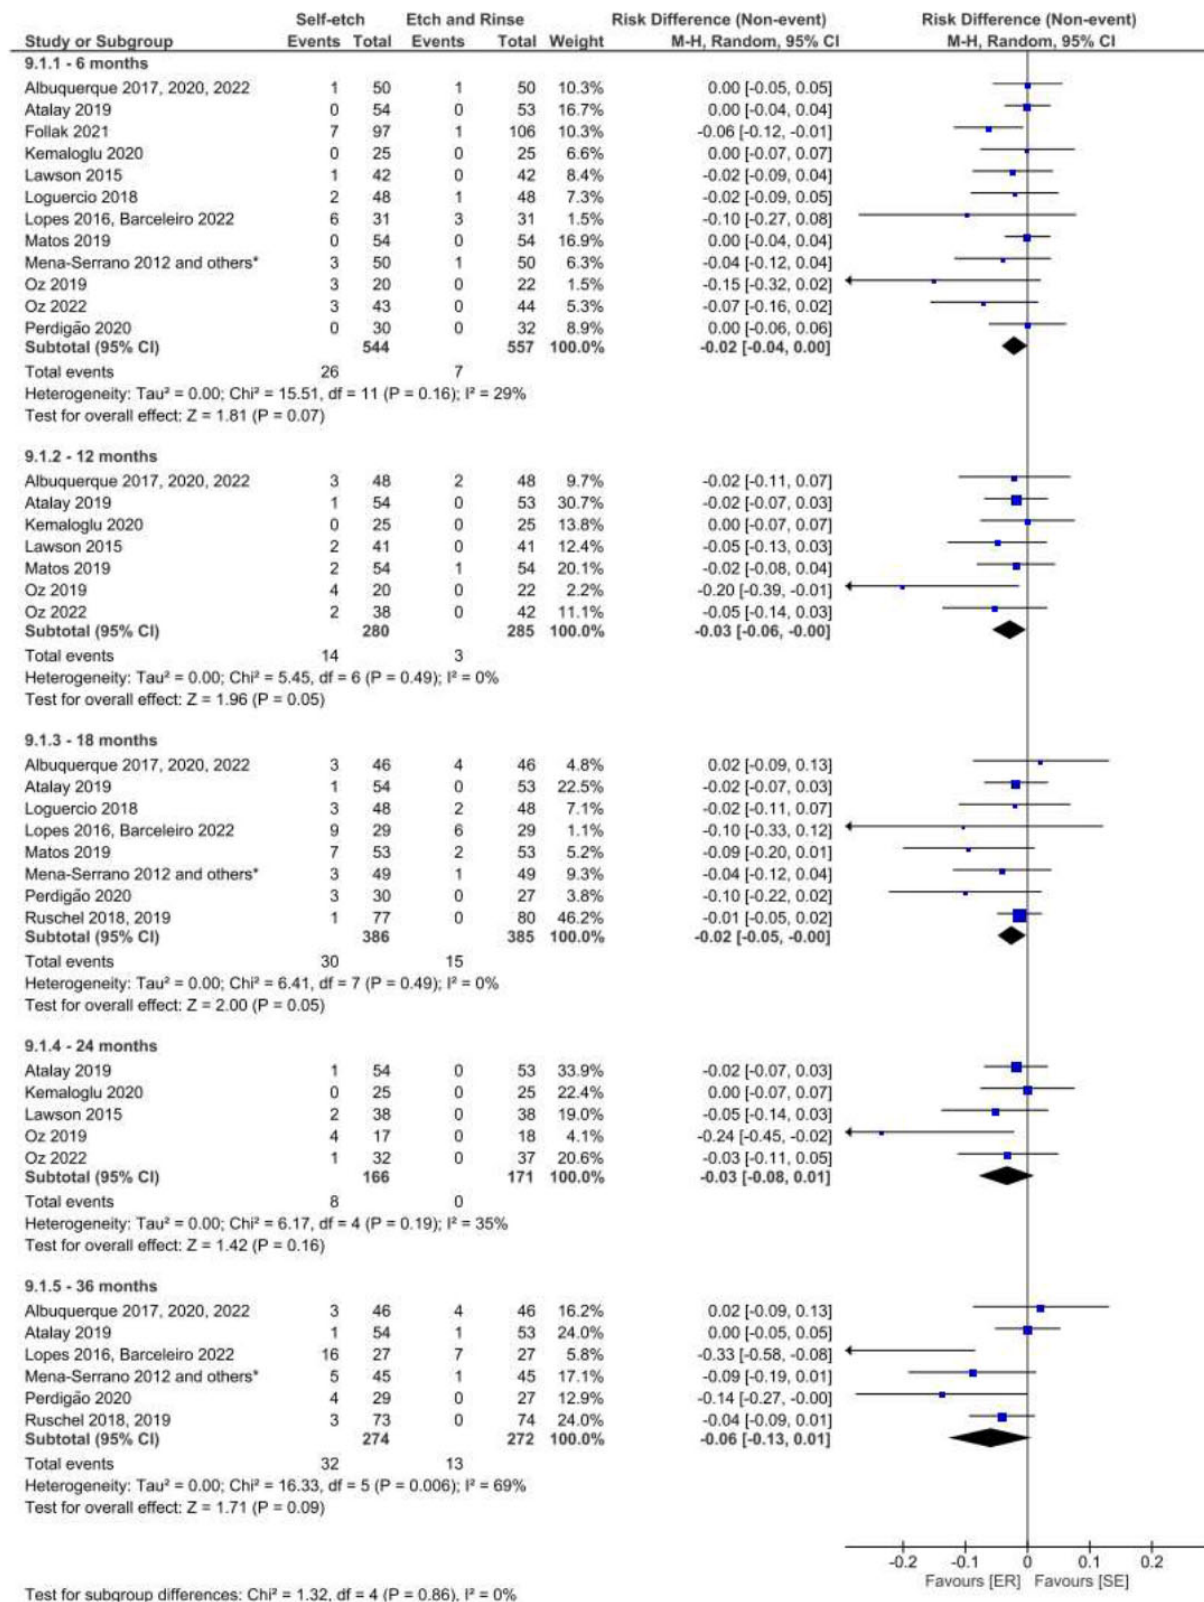 Self-etch Etch and Rinse Risk Difference (Non-event) Risk Difference (Non-event)
Study or Subgroup Events Total Events Total Weight M-H, Random, 95% CI M-H, Random, 95% CI
9.1.1 - 6 months
Albuquerque 2017, 2020, 2022 1 50 1 50 10.3% 0.00 [-0.05, 0.05]
Atalay 2019 0 54 0 53 16.7% 0.00 [-0.04, 0.04]
Follak 2021 7 97 1 106 10.3% -0.06 [-0.12, -0.01]
Kemaloglu 2020 0 25 0 25 6.6% 0.00 [-0.07, 0.07]
Lawson 2015 1 42 0 42 8.4% -0.02 [-0.09, 0.04]
Loguercio 2018 2 48 1 48 7.3% -0.02 [-0.09, 0.05]
Lopes 2016, Barceleiro 2022 6 31 3 31 1.5% -0.10 [-0.27, 0.08]
Matos 2019 0 54 0 54 16.9% 0.00 [-0.04, 0.04]
Mena-Serrano 2012 and others* 3 50 1 50 6.3% -0.04 [-0.12, 0.04]
Oz 2019 3 20 0 22 1.5% -0.15 [-0.32, 0.02]
Oz 2022 3 43 0 44 5.3% -0.07 [-0.16, 0.02]
Perdigão 2020 0 30 0 32 8.9% 0.00 [-0.06, 0.06]
Subtotal (95% CI) 544 557 100.0% -0.02 [-0.04, 0.00]
Total events 26 7
Heterogeneity: Tau² = 0.00; Chi² = 15.51, df = 11 (P = 0.16); I² = 29%
Test for overall effect: Z = 1.81 (P = 0.07)
9.1.2 - 12 months
Albuquerque 2017, 2020, 2022 3 48 2 48 9.7% -0.02 [-0.11, 0.07]
Atalay 2019 1 54 0 53 30.7% -0.02 [-0.07, 0.03]
Kemaloglu 2020 0 25 0 25 13.8% 0.00 [-0.07, 0.07]
Lawson 2015 2 41 0 41 12.4% -0.05 [-0.13, 0.03]
Matos 2019 2 54 1 54 20.1% -0.02 [-0.08, 0.04]
Oz 2019 4 20 0 22 2.2% -0.20 [-0.39, -0.01]
Oz 2022 2 38 0 42 11.1% -0.05 [-0.14, 0.03]
Subtotal (95% CI) 280 285 100.0% -0.03 [-0.06, -0.00]
Total events 14 3
Heterogeneity: Tau² = 0.00; Chi² = 5.45, df = 6 (P = 0.49); I² = 0%
Test for overall effect: Z = 1.96 (P = 0.05)
9.1.3 - 18 months
Albuquerque 2017, 2020, 2022 3 46 4 46 4.8% 0.02 [-0.09, 0.13]
Atalay 2019 1 54 0 53 22.5% -0.02 [-0.07, 0.03]
Loguercio 2018 3 48 2 48 7.1% -0.02 [-0.11, 0.07]
Lopes 2016, Barceleiro 2022 9 29 6 29 1.1% -0.10 [-0.33, 0.12]
Matos 2019 7 53 2 53 5.2% -0.09 [-0.20, 0.01]
Mena-Serrano 2012 and others* 3 49 1 49 9.3% -0.04 [-0.12, 0.04]
Perdigão 2020 3 30 0 27 3.8% -0.10 [-0.22, 0.02]
Ruschel 2018, 2019 1 77 0 80 46.2% -0.01 [-0.05, 0.02]
Subtotal (95% CI) 386 385 100.0% -0.02 [-0.05, -0.00]
Total events 30 15
Heterogeneity: Tau² = 0.00; Chi² = 6.41, df = 7 (P = 0.49); I² = 0%
Test for overall effect: Z = 2.00 (P = 0.05)
9.1.4 - 24 months
Atalay 2019 1 54 0 53 33.9% -0.02 [-0.07, 0.03]
Kemaloglu 2020 0 25 0 25 22.4% 0.00 [-0.07, 0.07]
Lawson 2015 2 38 0 38 19.0% -0.05 [-0.14, 0.03]
Oz 2019 4 17 0 18 4.1% -0.24 [-0.45, -0.02]
Oz 2022 1 32 0 37 20.6% -0.03 [-0.11, 0.05]
Subtotal (95% CI) 166 171 100.0% -0.03 [-0.08, 0.01]
Total events 8 0
Heterogeneity: Tau² = 0.00; Chi² = 6.17, df = 4 (P = 0.19); I² = 35%
Test for overall effect: Z = 1.42 (P = 0.16)
9.1.5 - 36 months
Albuquerque 2017, 2020, 2022 3 46 4 46 16.2% 0.02 [-0.09, 0.13]
Atalay 2019 1 54 1 53 24.0% 0.00 [-0.05, 0.05]
Lopes 2016, Barceleiro 2022 16 27 7 27 5.8% -0.33 [-0.58, -0.08]
Mena-Serrano 2012 and others* 5 45 1 45 17.1% -0.09 [-0.19, 0.01]
Perdigão 2020 4 29 0 27 12.9% -0.14 [-0.27, -0.00]
Ruschel 2018, 2019 3 73 0 74 24.0% -0.04 [-0.09, 0.01]
Subtotal (95% CI) 274 272 100.0% -0.06 [-0.13, 0.01]
Total events 32 13
Heterogeneity: Tau² = 0.00; Chi² = 16.33, df = 5 (P = 0.006); I² = 69%
Test for overall effect: Z = 1.71 (P = 0.09)
-0.2 -0.1 0 0.1 0.2
Favours [ER] Favours [SE]
Test for subgroup differences: Chi² = 1.32, df = 4 (P = 0.86), I² = 0%